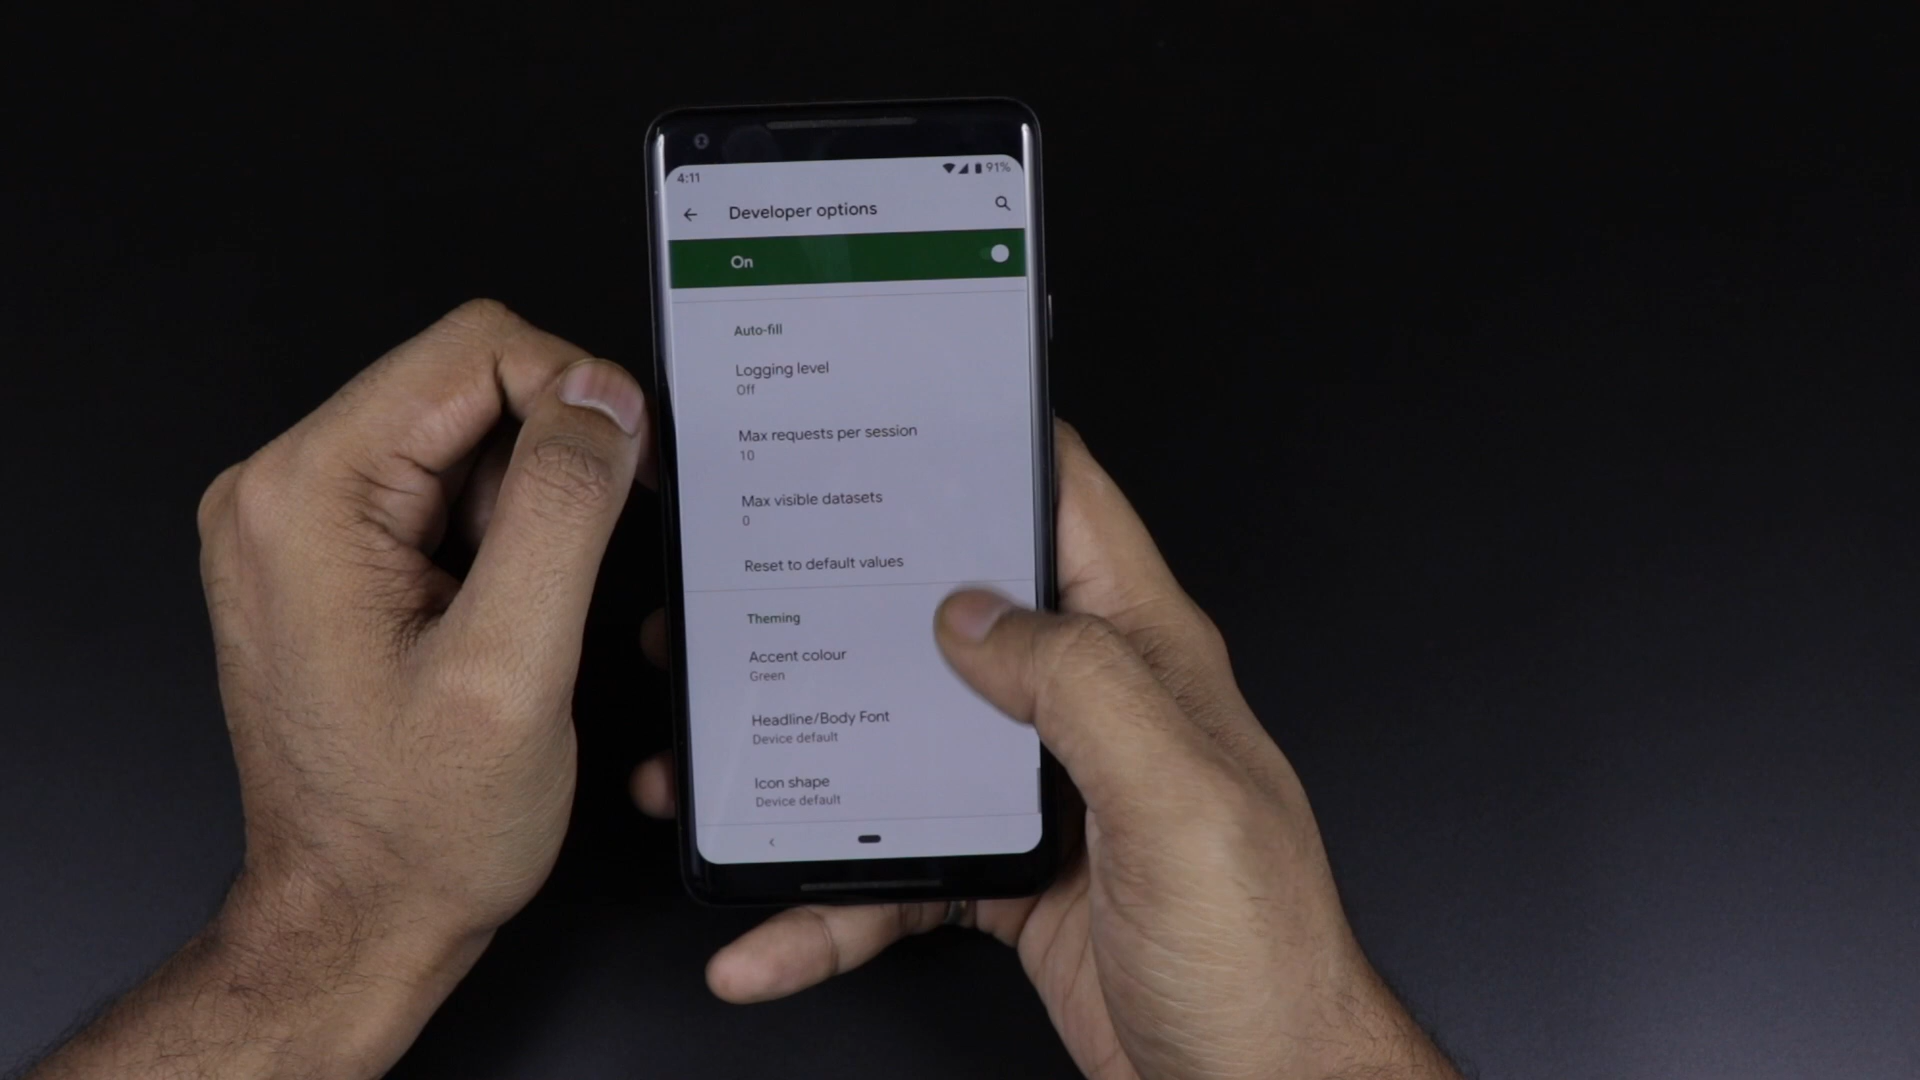 4:11
91%
Developer options
On
Auto-fill
Logging level
Off
Max requests per session
10
Max visible datasets
0
Reset to default values
Theming
Accent colour
Green
Headline/Body Font
Device default
Icon shape
Device default